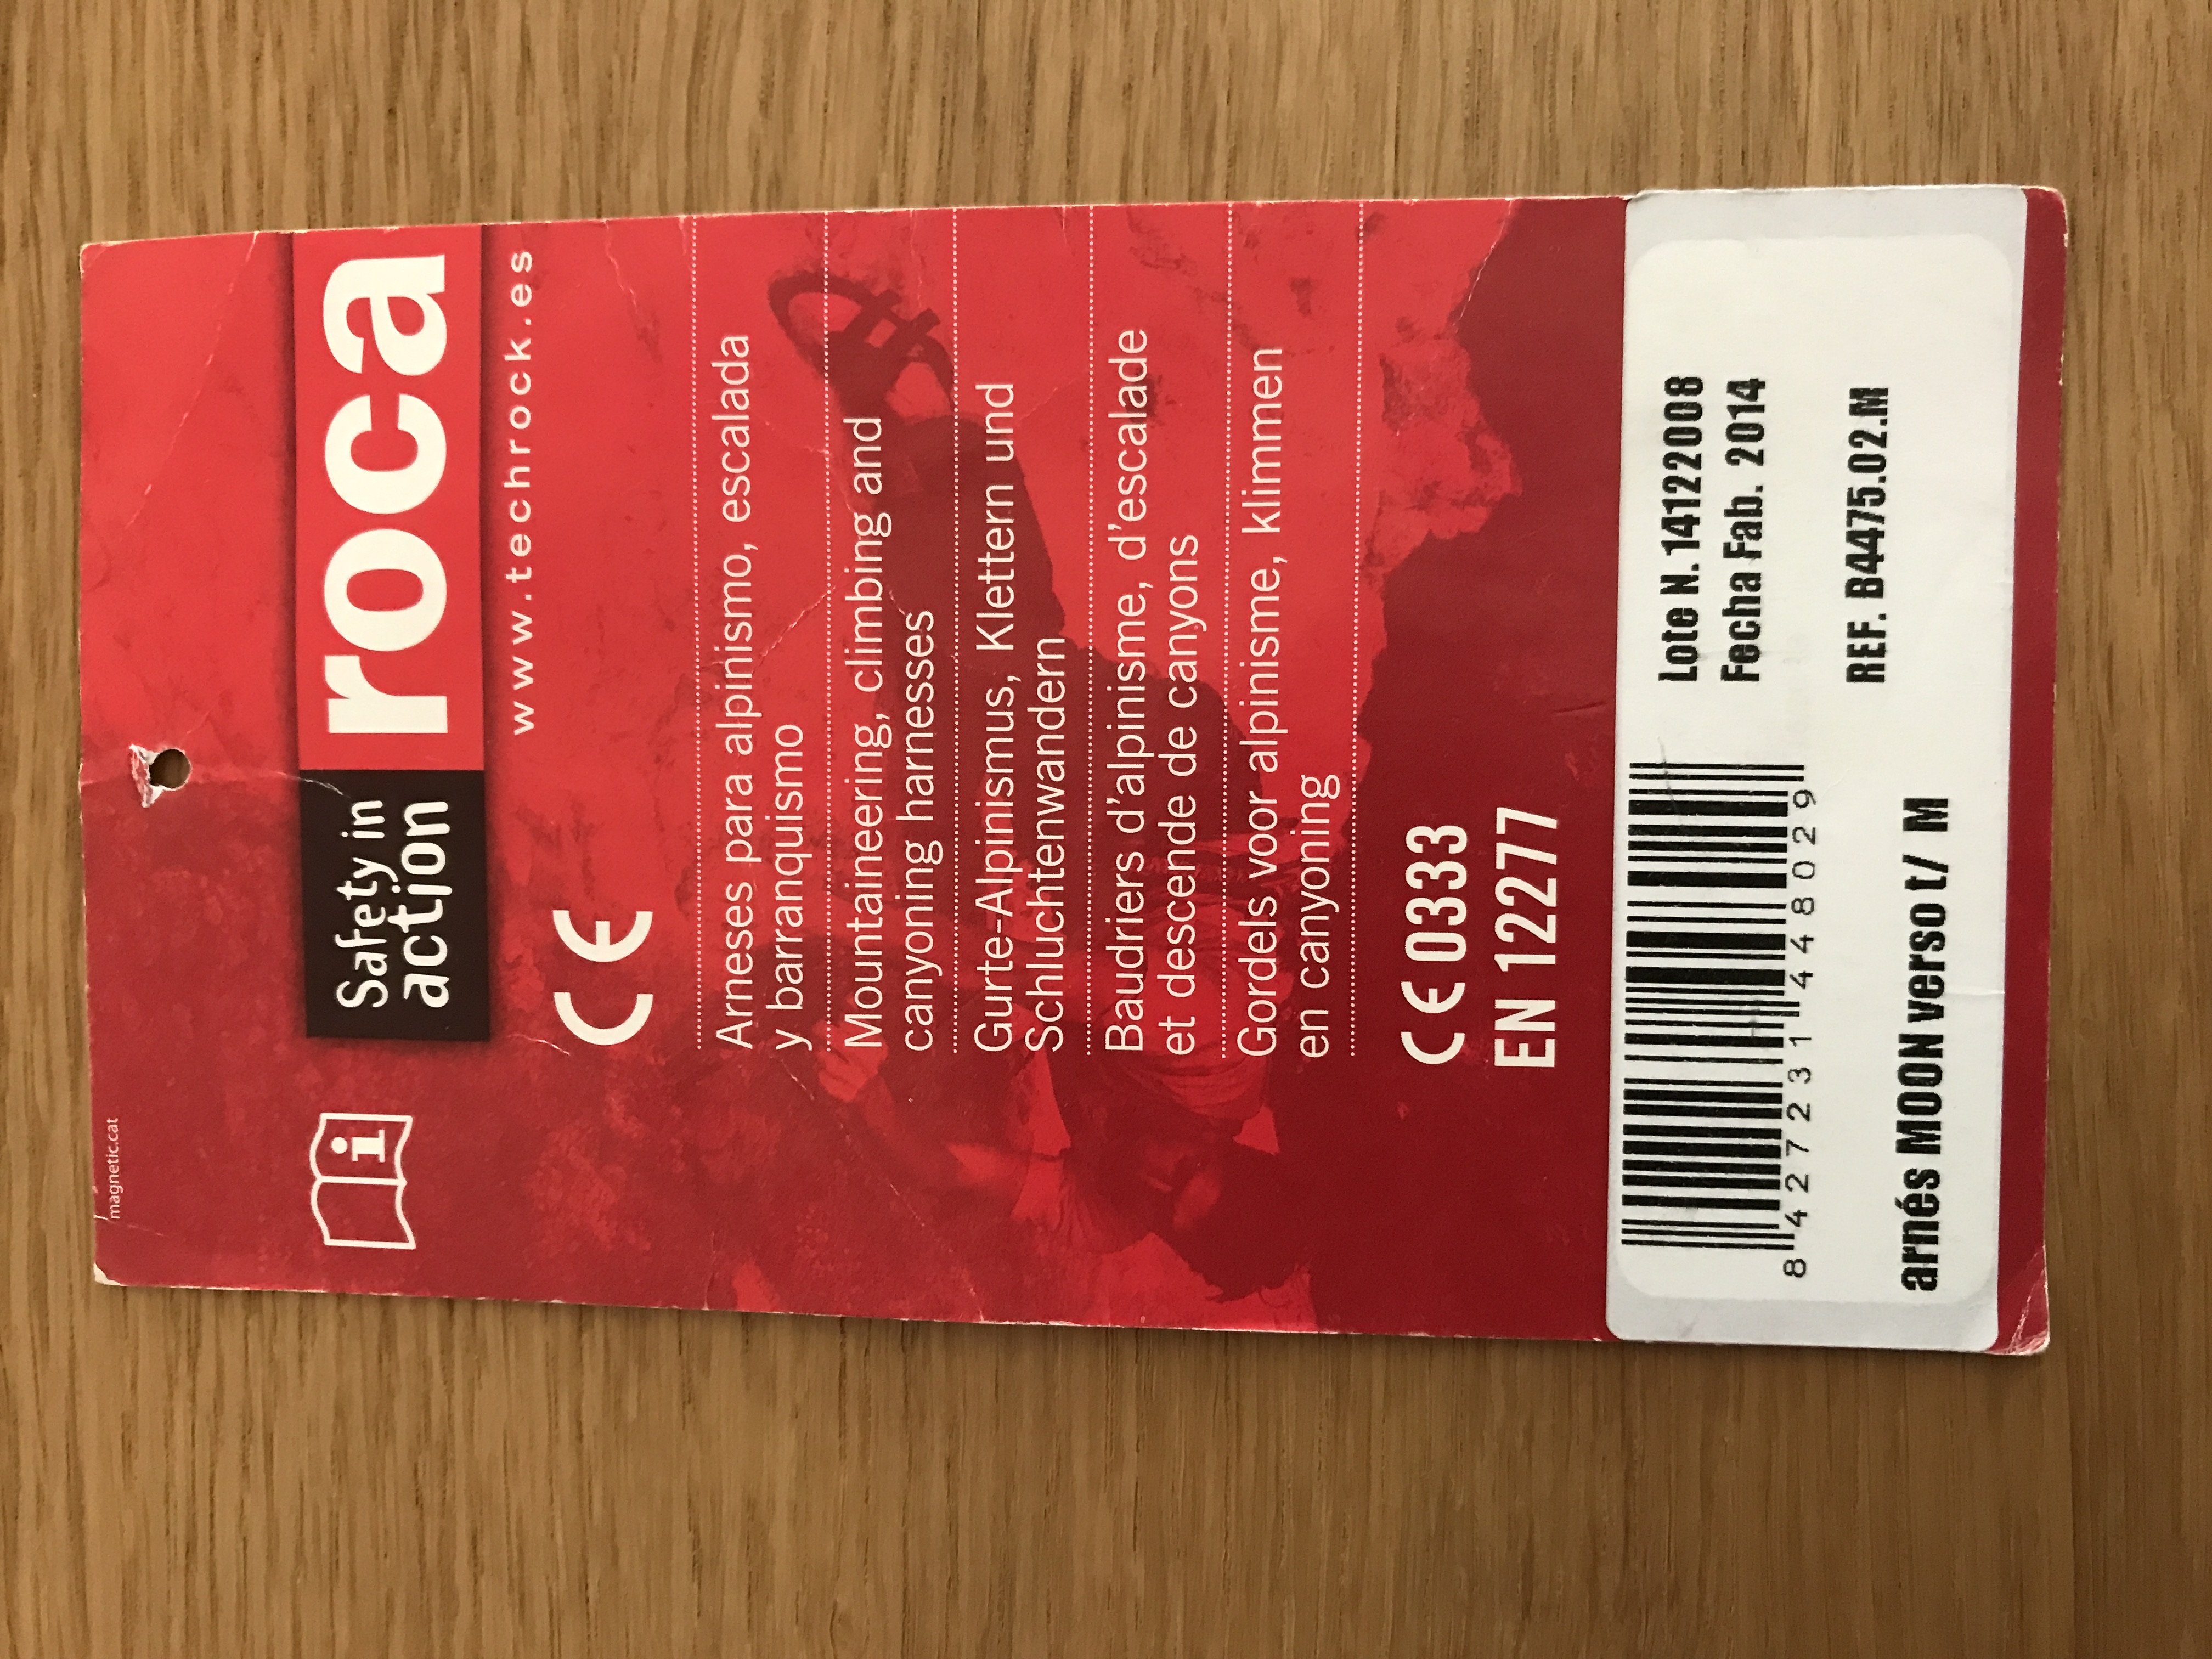 magnetic.cat
i
Safety in
action
roca
www.techrock.es
CE
Arneses para alpinismo, escalada
y barranquismo
Mountaineering, climbing and
canyoning harnesses
Gurte-Alpinismus, Klettern und
Schluchtenwandern
Baudriers d'alpinisme, d'escalade
et descende de canyons
Gordels voor alpinisme, klimmen
en canyoning
CE 0333
EN 12277
Lote N. 14122008
Fecha Fab. 2014
REF. B4475.02.M
8 427231 448029
arnés MOON verso t/ M